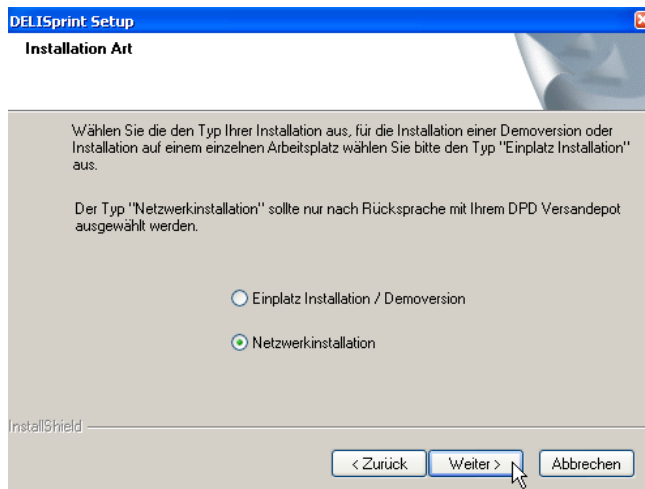 DELISprint Setup
Installation Art
Wählen Sie die den Typ Ihrer Installation aus, für die Installation einer Demoversion oder
Installation auf einem einzelnen Arbeitsplatz wählen Sie bitte den Typ "Einplatz Installation"
aus.
Der Typ "Netzwerkinstallation" sollte nur nach Rücksprache mit Ihrem DPD Versandepot
ausgewählt werden.
Einplatz Installation / Demoversion
Netzwerkinstallation
InstallShield
< Zurück Weiter > Abbrechen